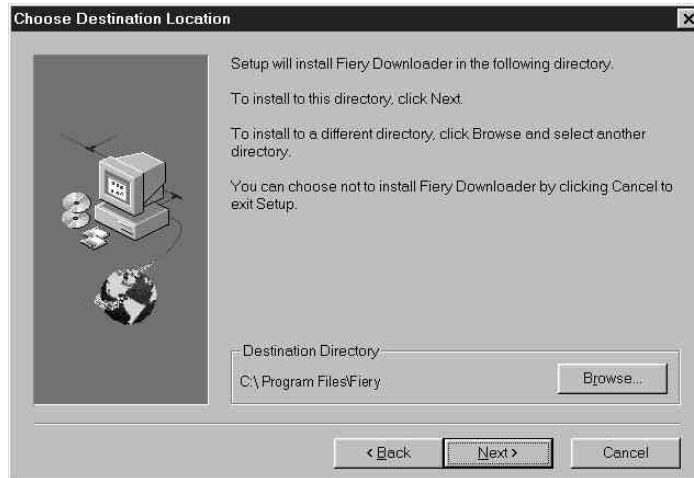 Choose Destination Location
Setup will install Fiery Downloader in the following directory.
To install to this directory, click Next.
To install to a different directory, click Browse and select another
directory.
You can choose not to install Fiery Downloader by clicking Cancel to
exit Setup.
Destination Directory
C:\ Program Files\Fiery
Browse...
< Back
Next >
Cancel